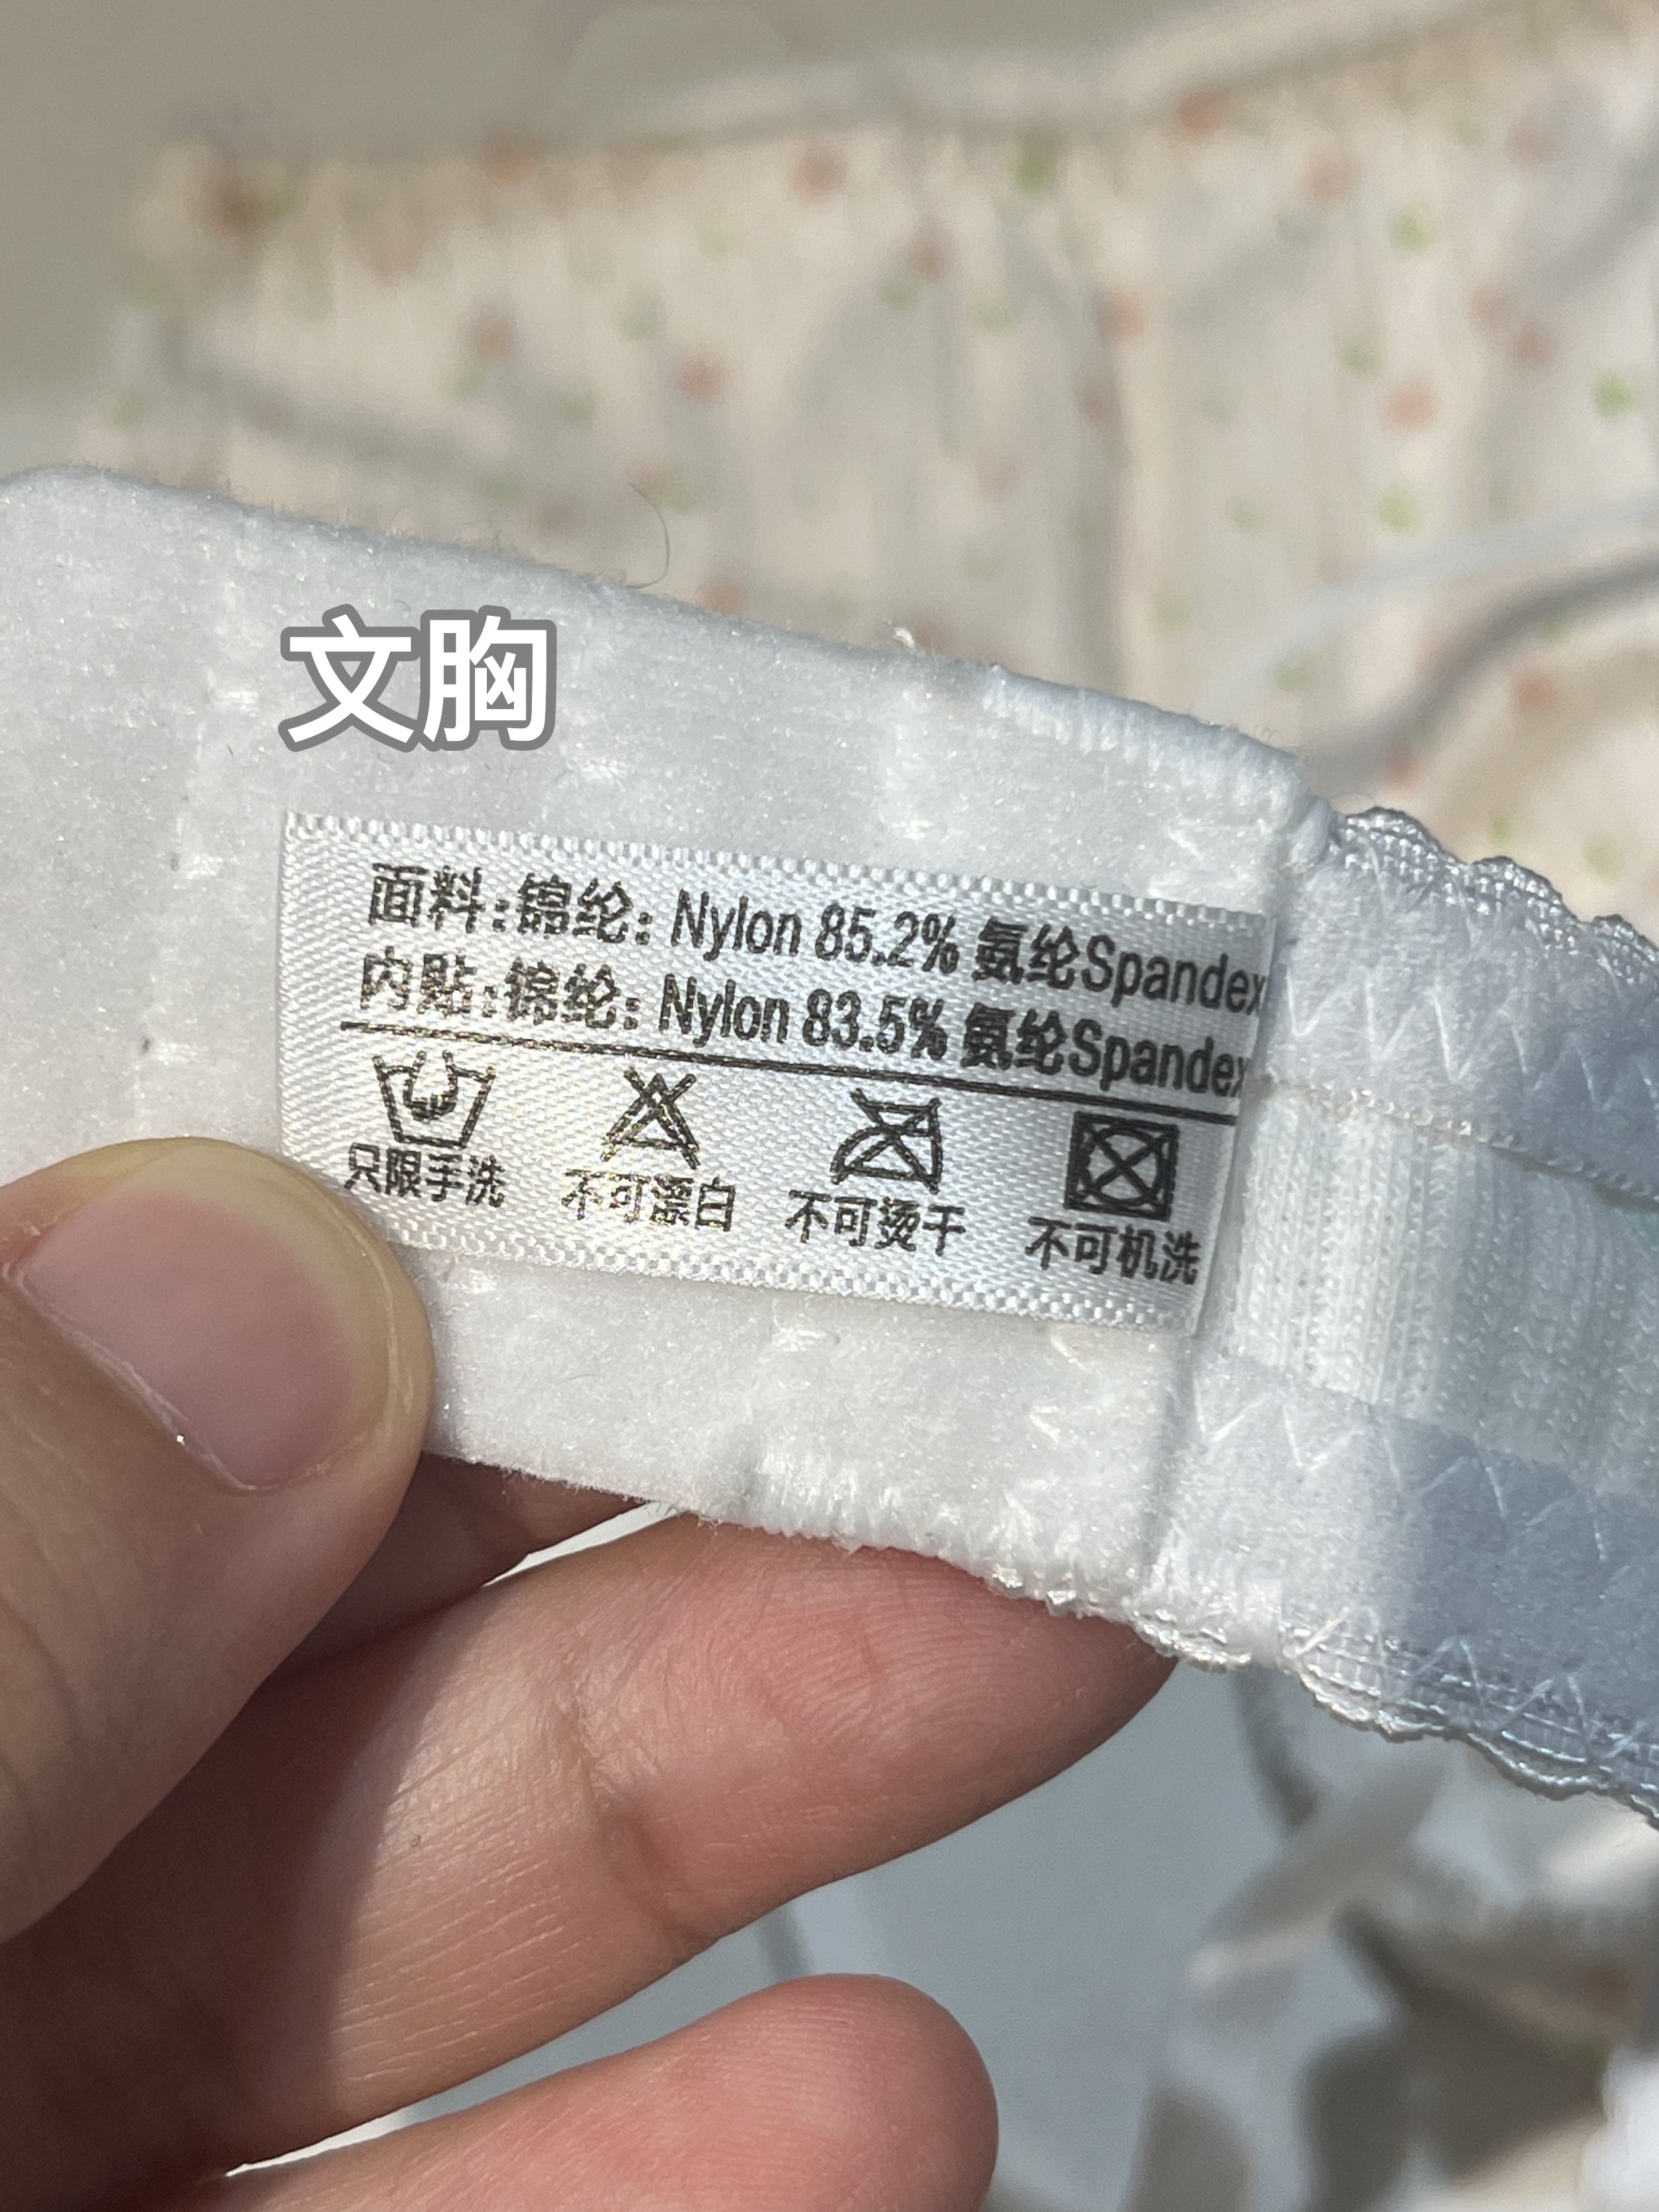 文胸
面料:锦纶: Nylon 85.2% 氨纶Spandex
内贴:锦纶: Nylon 83.5% 氨纶Spandex
只限手洗 不可漂白 不可烫干 不可机洗